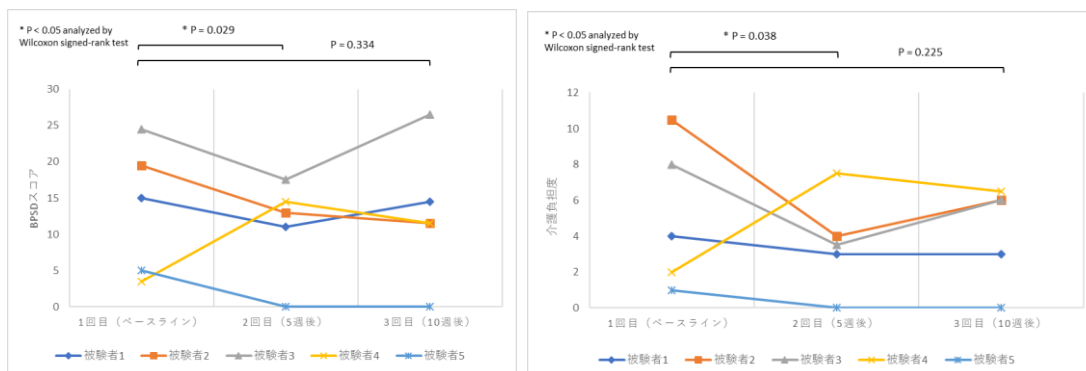 * P < 0.05 analyzed by
Wilcoxon signed-rank test
* P = 0.029
P = 0.334
30
25
20
15
10
5
0
BPSDスコア
1回目（ベースライン）
2回目（5週後）
3回目（10週後）
被験者1
被験者2
被験者3
被験者4
被験者5
* P < 0.05 analyzed by
Wilcoxon signed-rank test
* P = 0.038
P = 0.225
12
10
8
6
4
2
0
介護負担度
1回目（ベースライン）
2回目（5週後）
3回目（10週後）
被験者1
被験者2
被験者3
被験者4
被験者5